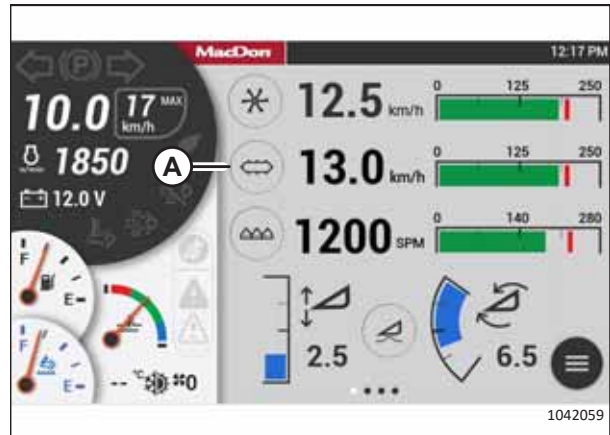 MacDon
12:17 PM
P
10.0 17 MAX km/h
1850
12.0 V
A
12.5 km/h
0 125 250
13.0 km/h
0 125 250
1200 SPM
0 140 280
F
E
F
E
-- °C 0
2.5
6.5
1042059